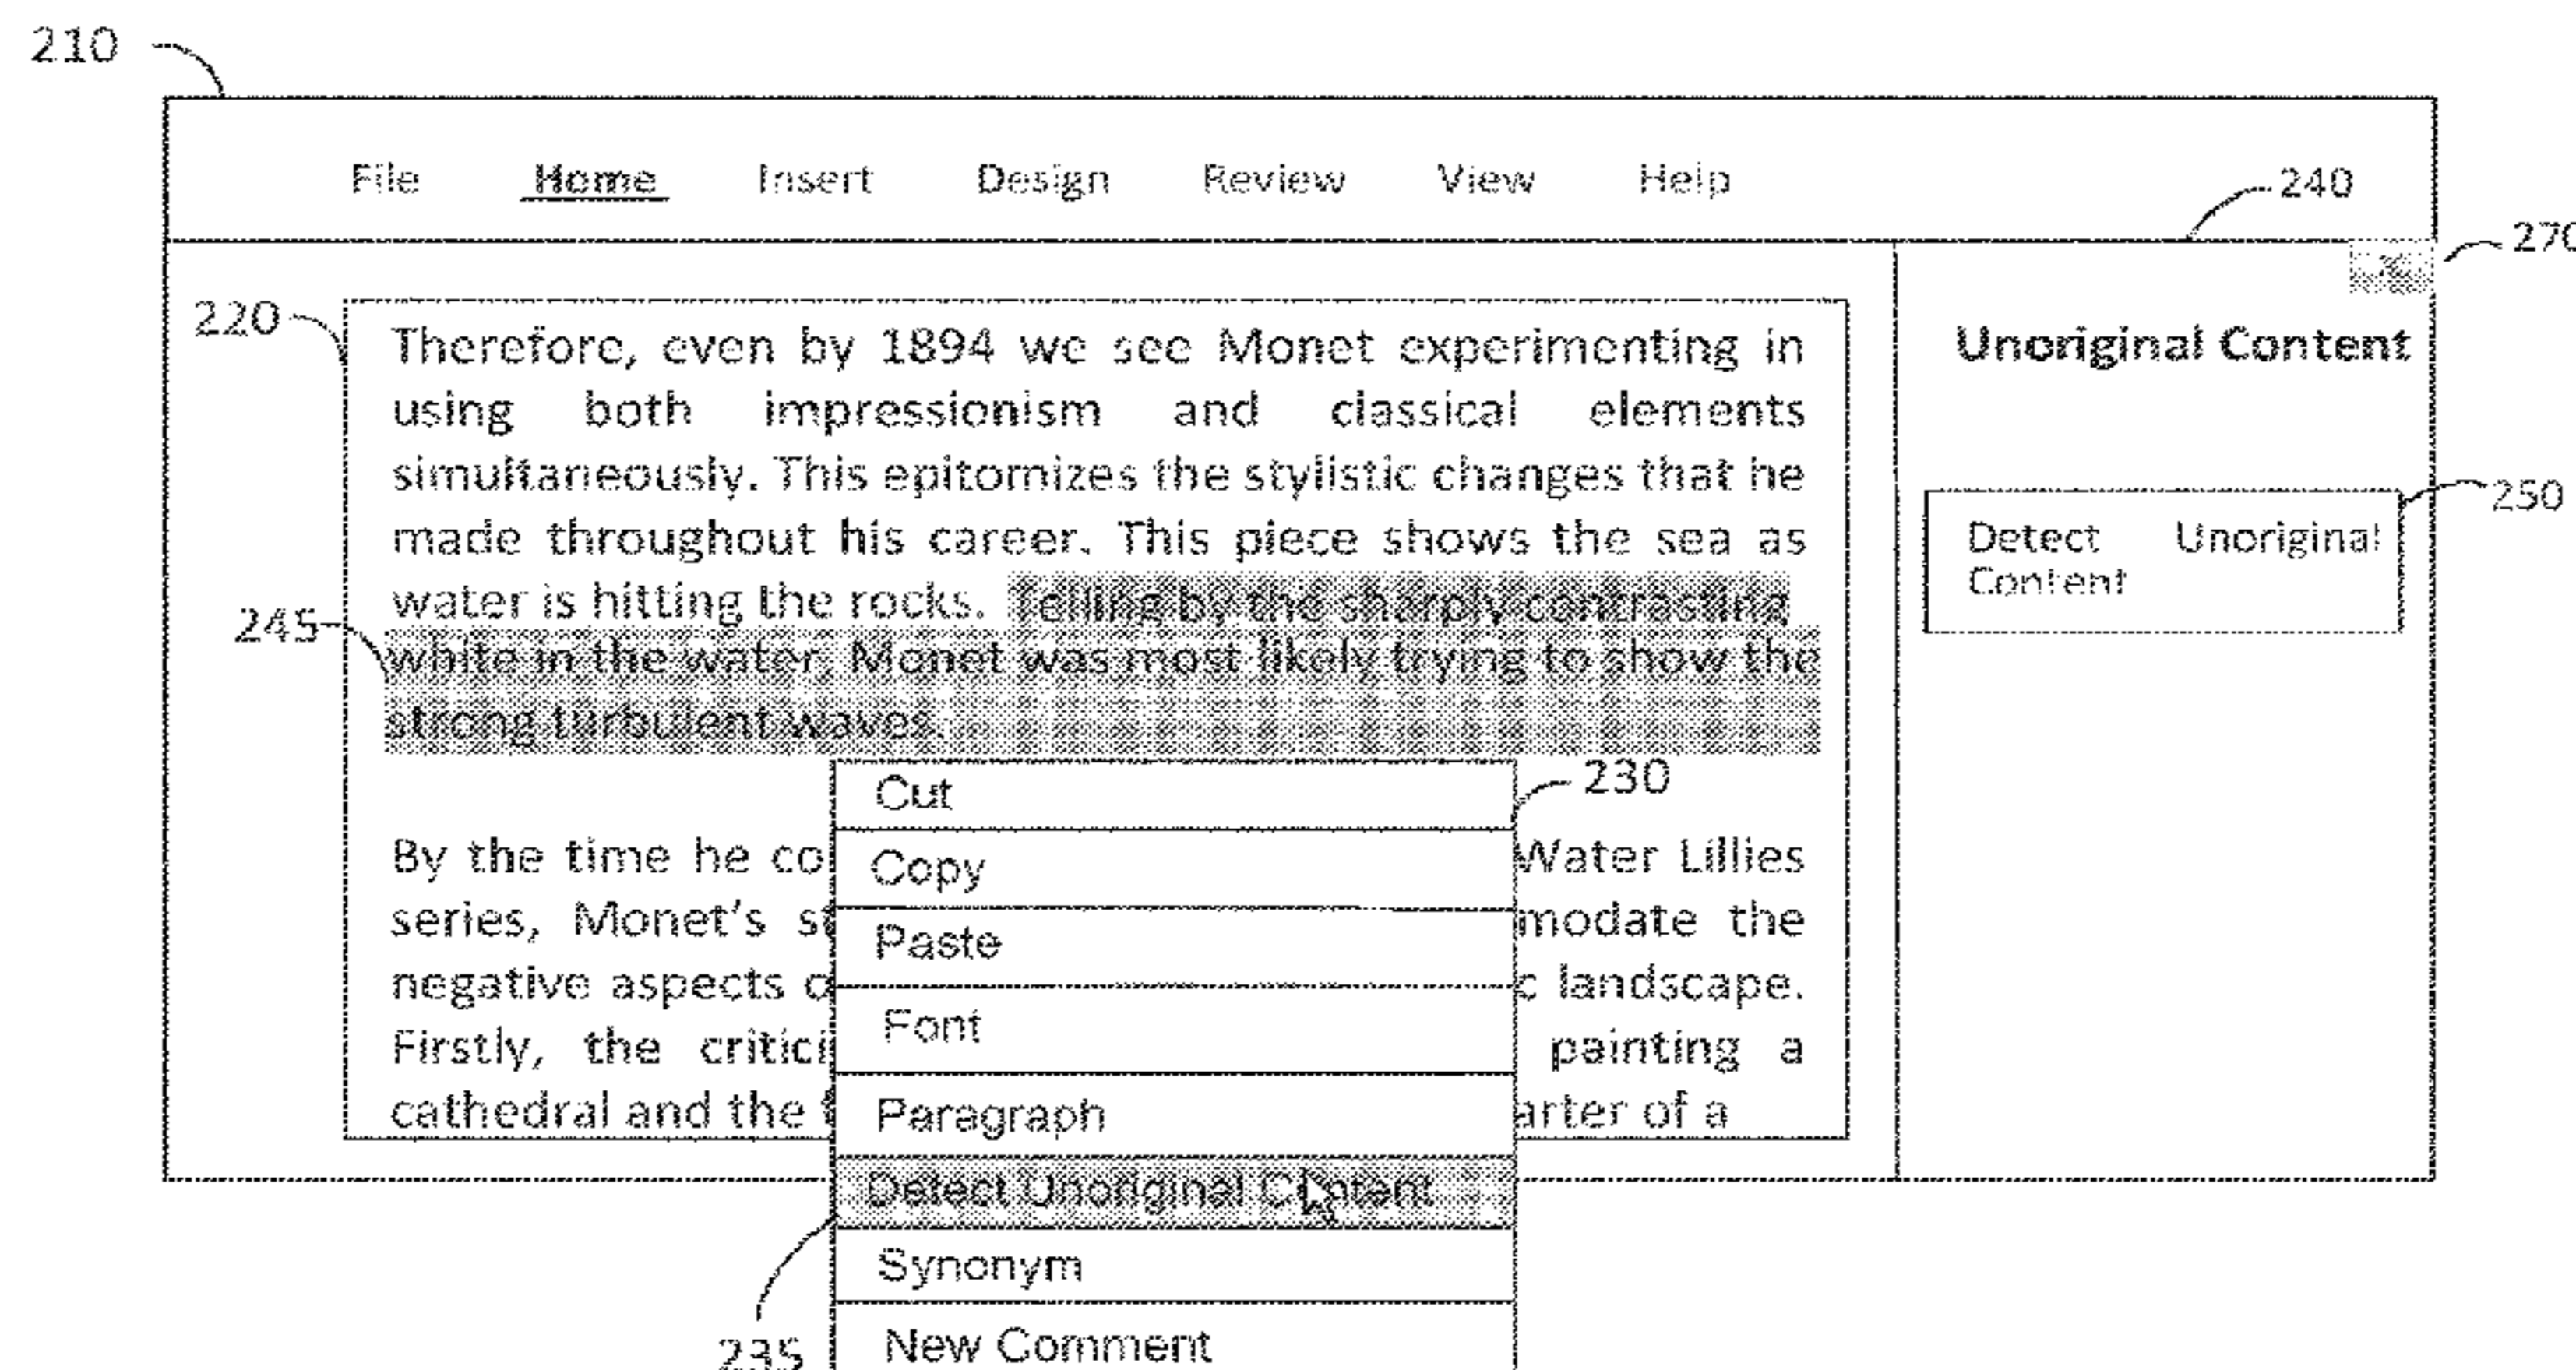 210
File Home Insert Design Review View Help
240
270
220
Therefore, even by 1894 we see Monet experimenting in
using both impressionism and classical elements
simultaneously. This epitomizes the stylistic changes that he
made throughout his career. This piece shows the sea as
water is hitting the rocks. Telling by the sharply contrasting
245
white in the water, Monet was most likely trying to show the
strong turbulent waves.
Unoriginal Content
250
Detect Unoriginal
Content
230
Cut
Copy
Paste
Font
Paragraph
Detect Unoriginal Content
Synonym
New Comment
By the time he co Water Lillies
series, Monet's st modate the
negative aspects o c landscape.
Firstly, the critici painting a
cathedral and the arter of a
235